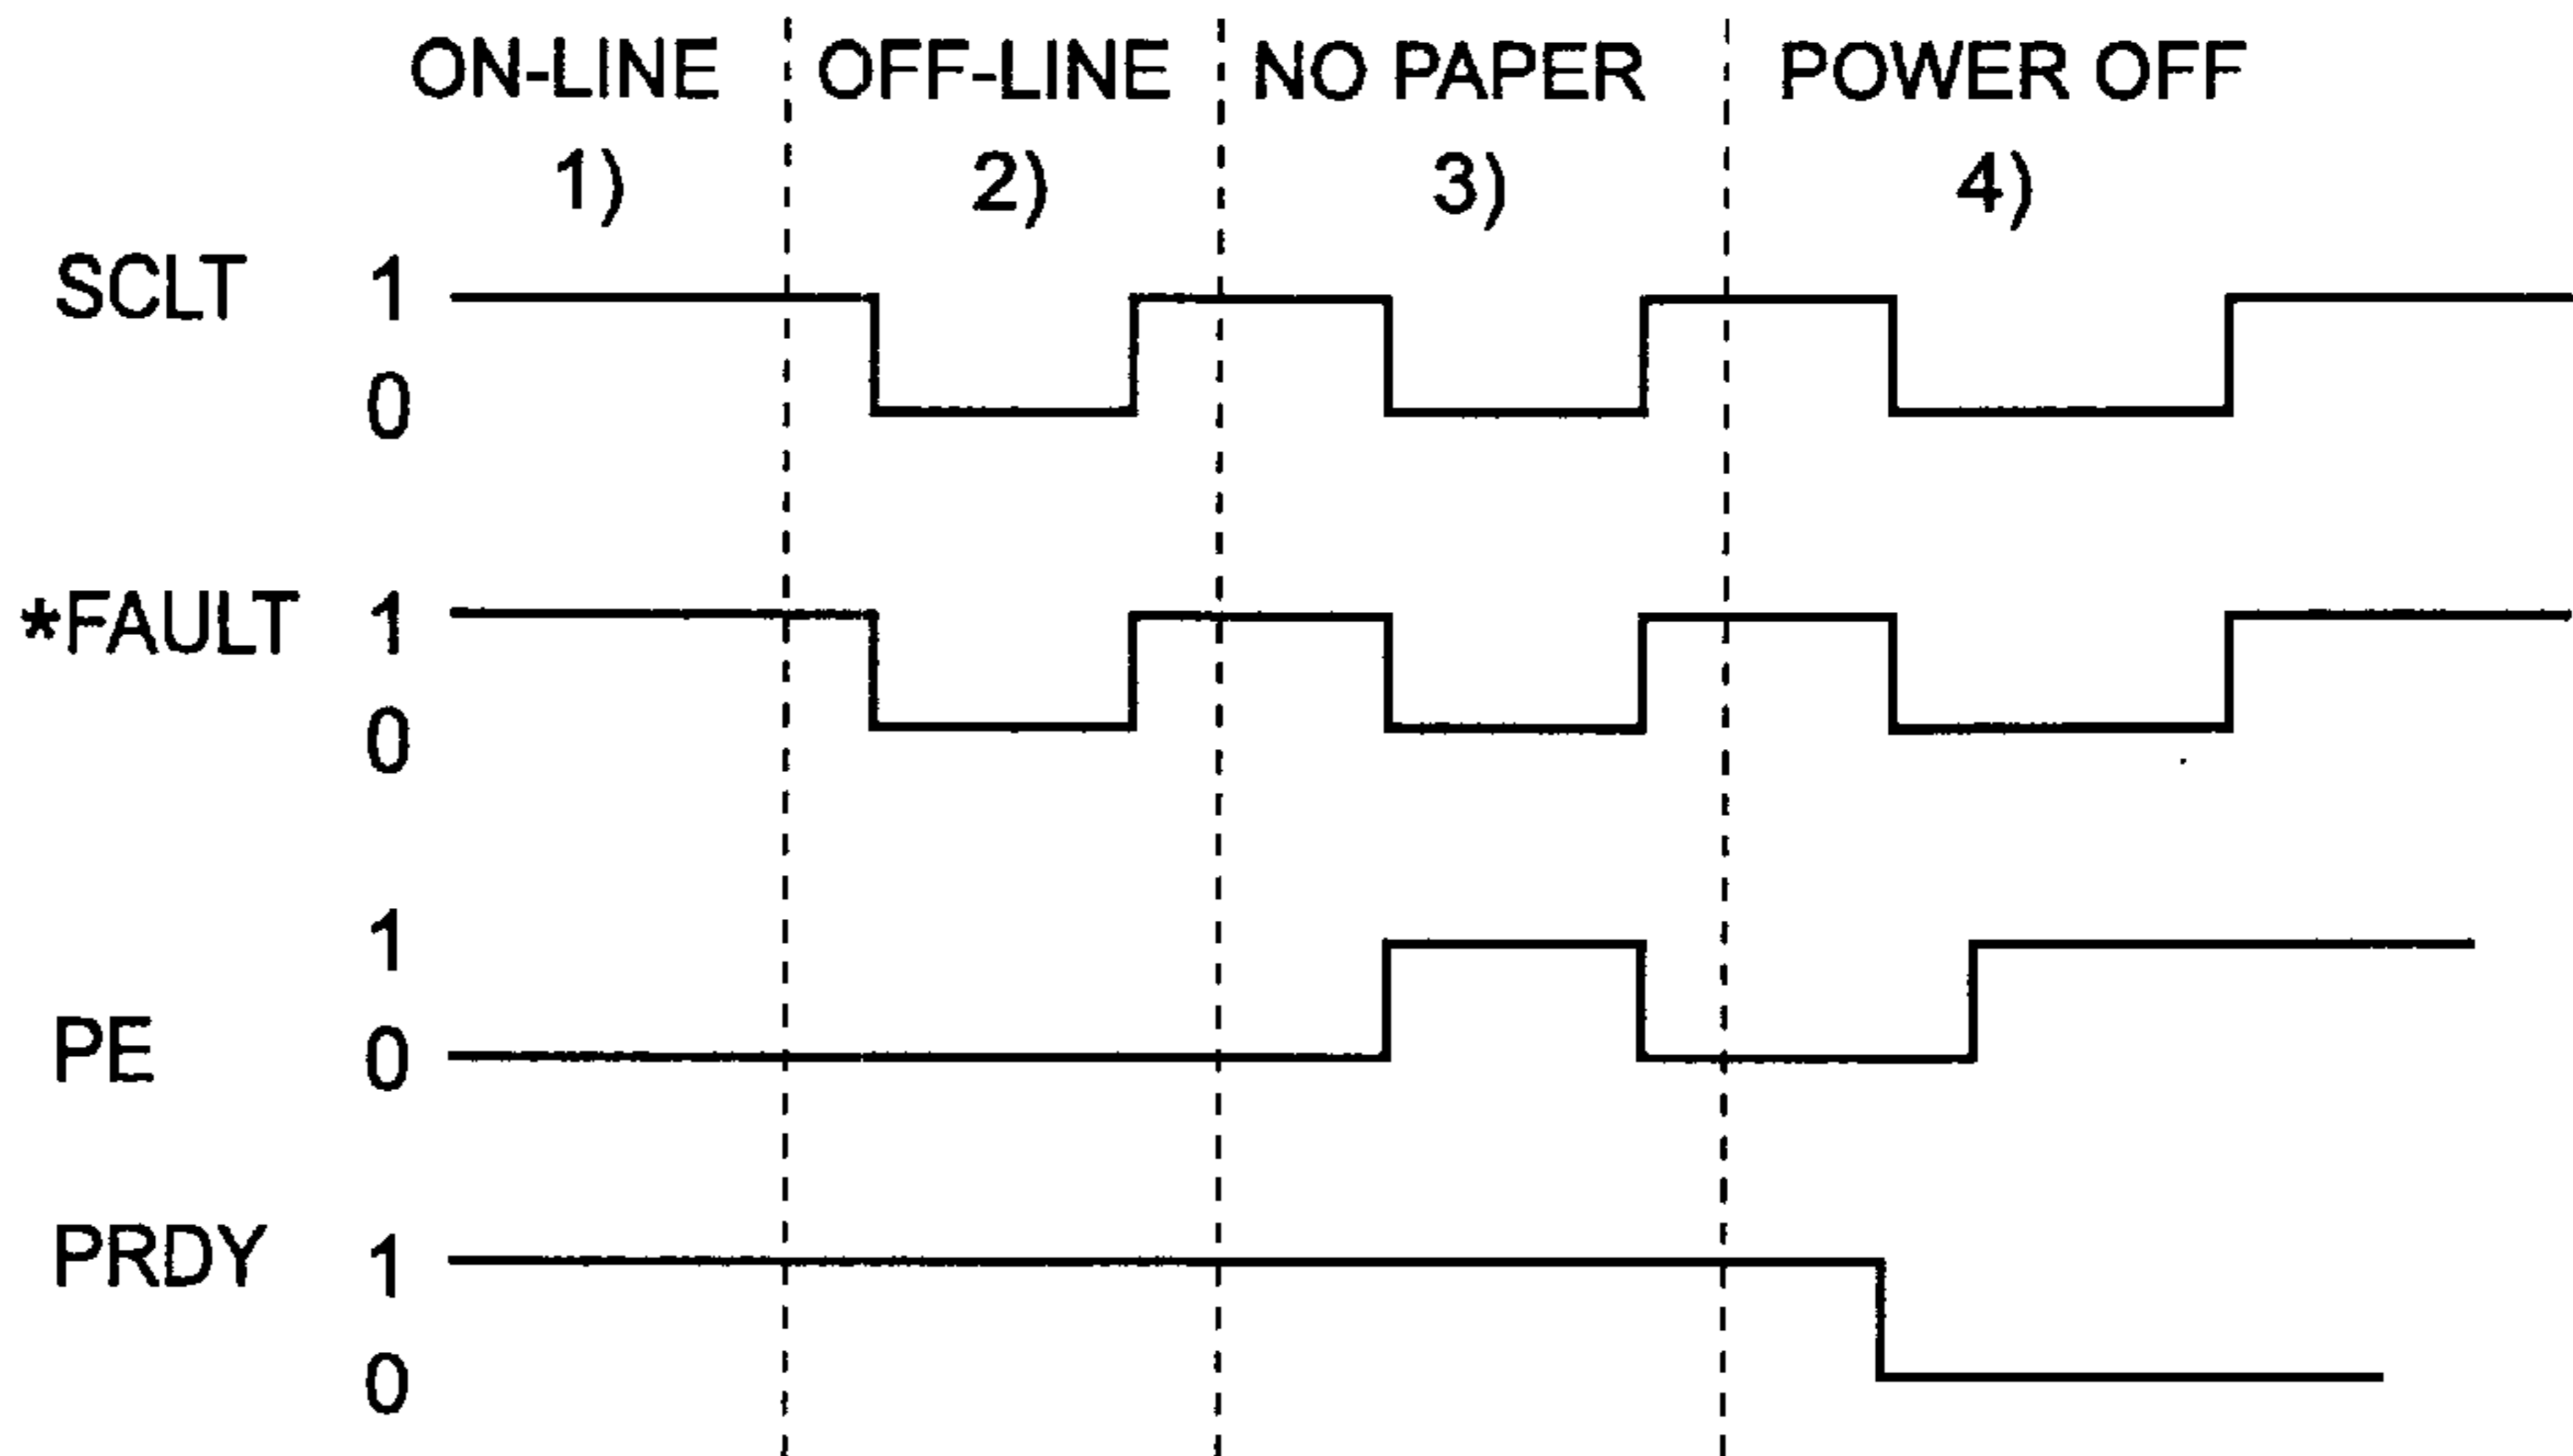 ON-LINE OFF-LINE NO PAPER POWER OFF
1) 2) 3) 4)
SCLT 1
0
*FAULT 1
0
1
PE 0
PRDY 1
0